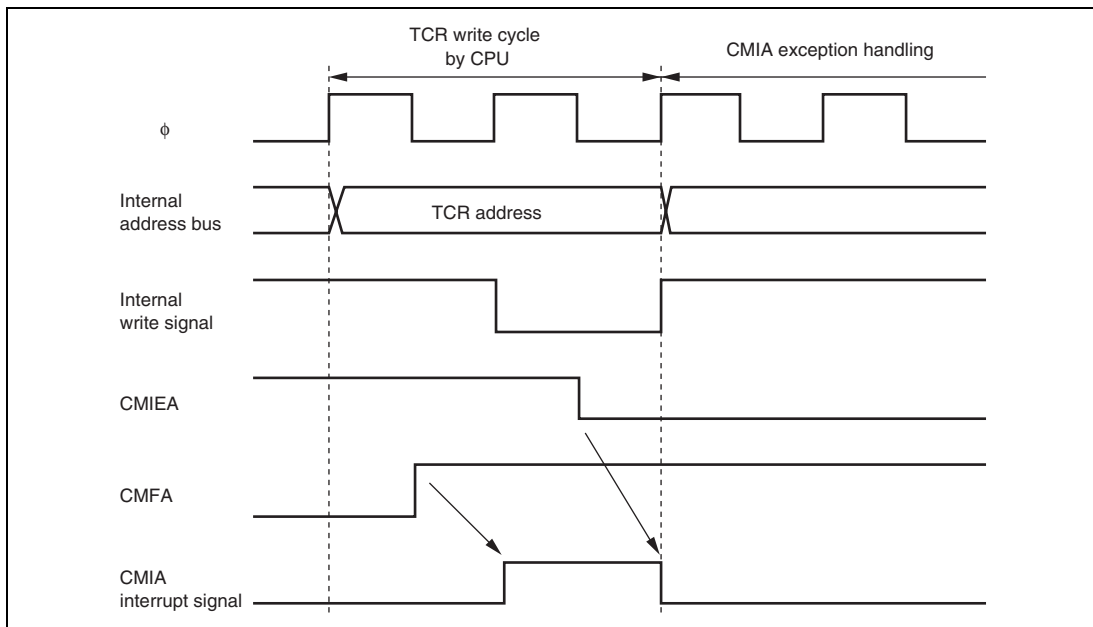 TCR write cycle
by CPU
CMIA exception handling
ϕ
Internal
address bus
TCR address
Internal
write signal
CMIEA
CMFA
CMIA
interrupt signal